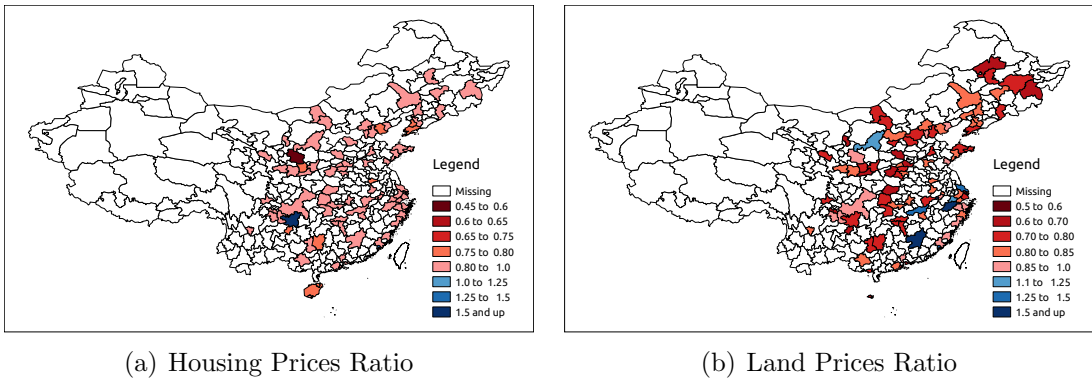 Legend
Missing
0.45 to 0.6
0.6 to 0.65
0.65 to 0.75
0.75 to 0.80
0.80 to 1.0
1.0 to 1.25
1.25 to 1.5
1.5 and up
(a) Housing Prices Ratio
Legend
Missing
0.5 to 0.6
0.6 to 0.70
0.70 to 0.80
0.80 to 0.85
0.85 to 1.0
1.1 to 1.25
1.25 to 1.5
1.5 and up
(b) Land Prices Ratio